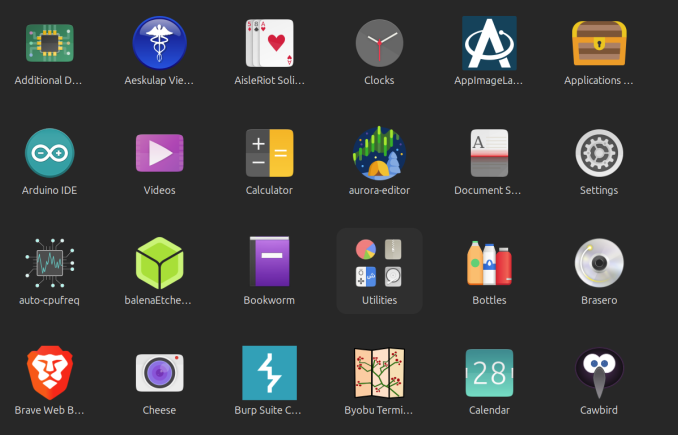 Additional D...
Aeskulap Vie...
AisleRiot Soli...
Clocks
AppImageLa...
Applications ...
Arduino IDE
Videos
Calculator
A
aurora-editor
Document S...
Settings
auto-cpufreq
balenaEtche...
Bookworm
Utilities
Bottles
Brasero
Brave Web B...
Cheese
Burp Suite C...
Byobu Termi...
28
Calendar
Cawbird